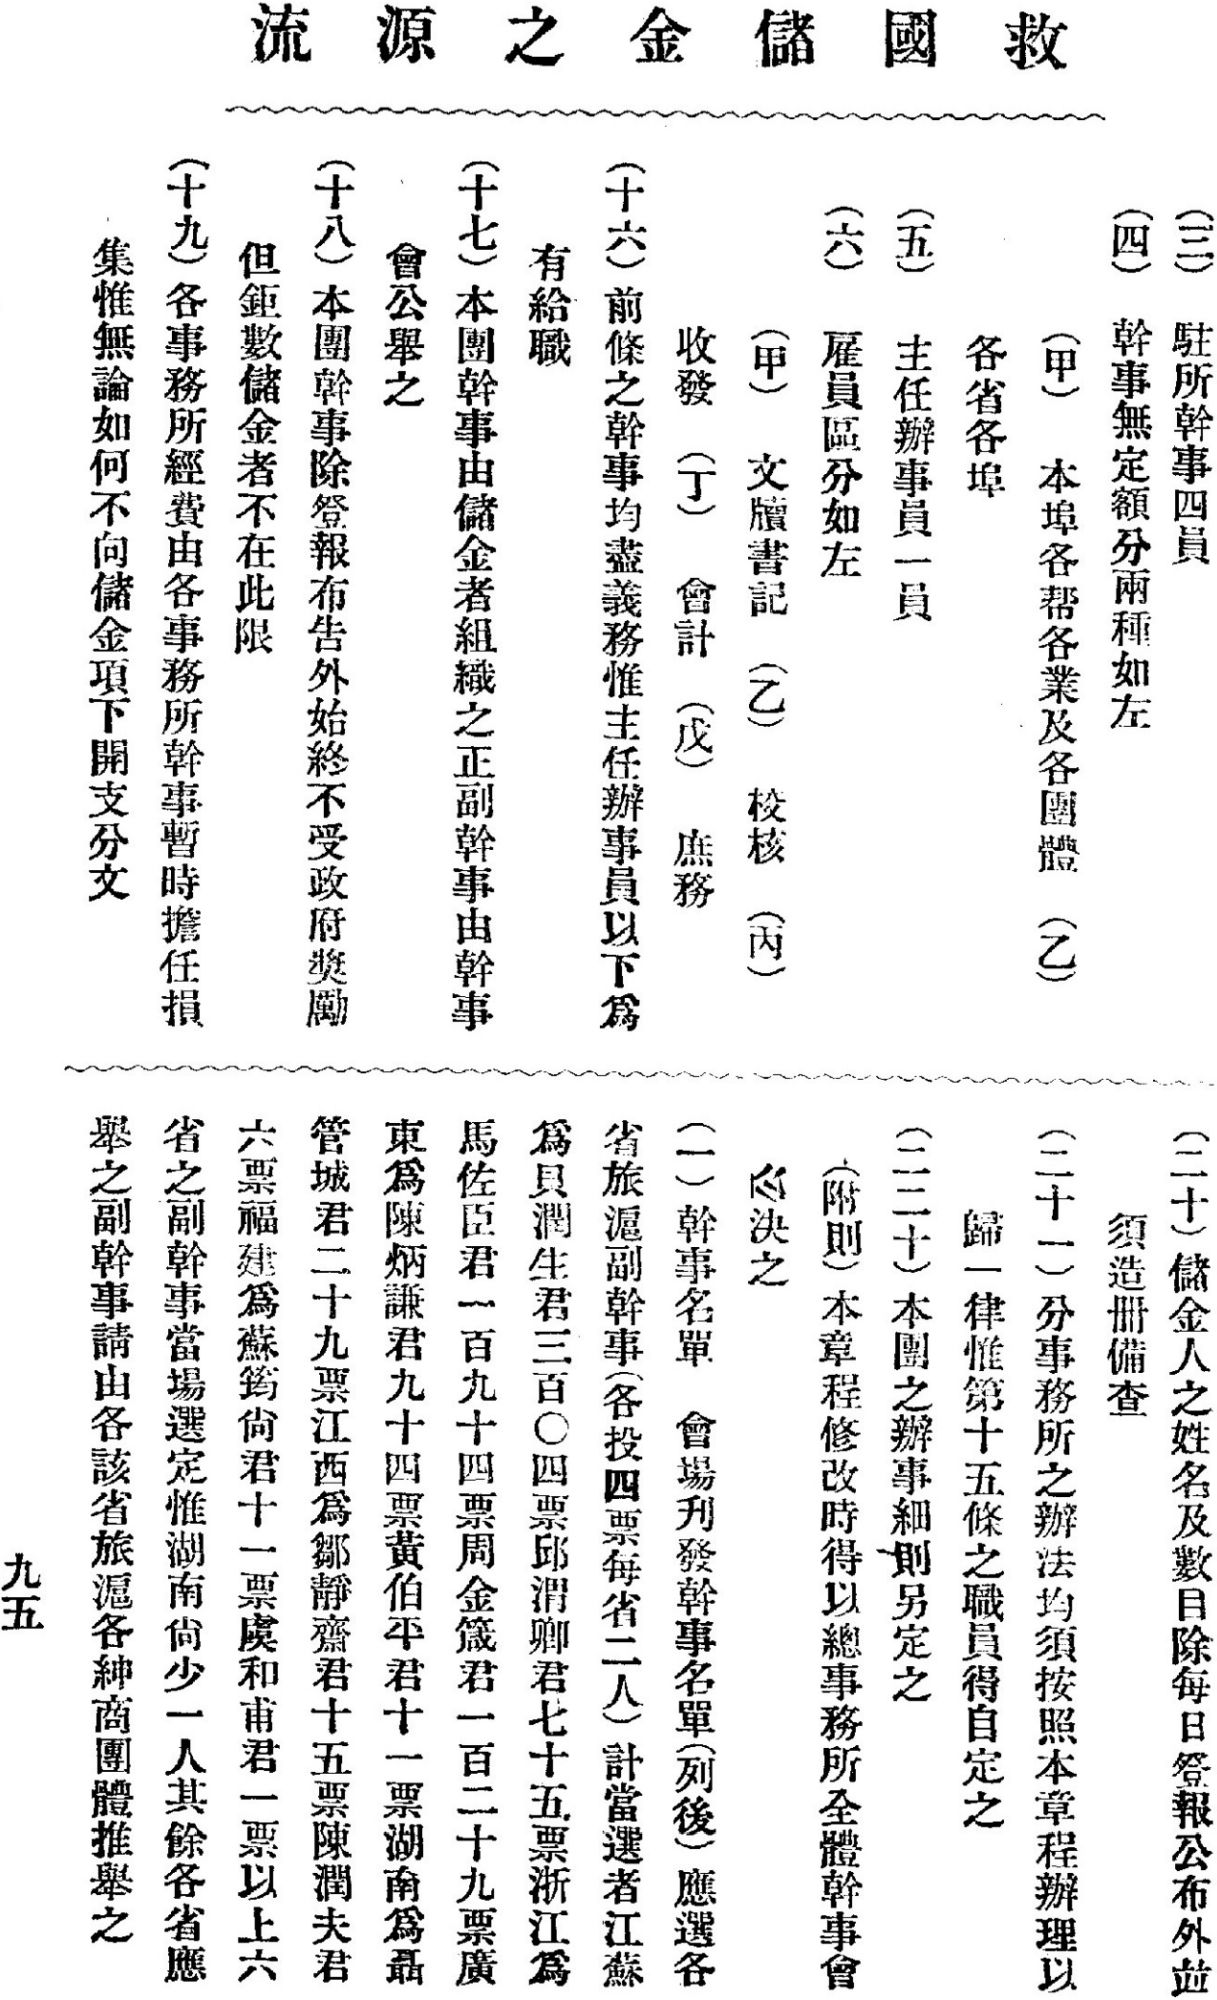 救國儲金之源流
(三) 駐所幹事四員
(四) 幹事無定額分兩種如左
(甲) 本埠各帮各業及各團體 (乙)
各省各埠
(五) 主任辦事員一員
(六) 雇員區分如左
(甲) 文牘書記 (乙) 校核 (丙)
收發 (丁) 會計 (戊) 庶務
(十六)前條之幹事均盡義務惟主任辦事員以下爲
有給職
(十七)本團幹事由儲金者組織之正副幹事由幹事
會公舉之
(十八)本團幹事除登報布告外始終不受政府奬勵
但鉅數儲金者不在此限
(十九)各事務所經費由各事務所幹事暫時擔任損
集惟無論如何不向儲金項下開支分文
(二十)儲金人之姓名及數目除每日登報公布外並
須造冊備查
(二十一)分事務所之辦法均須按照本章程辦理以
歸一律惟第十五條之職員得自定之
(二二十)本團之辦事細則另定之
(附則)本章程修改時得以總事務所全體幹事會
公決之
(一)幹事名單 會場刋發幹事名單(列後)應選各
省旅滬副幹事(各投四票每省二人)計當選者江蘇
爲貝潤生君三百〇四票邱渭卿君七十五票浙江爲
馬佐臣君一百九十四票周金箴君一百二十九票廣
東爲陳炳謙君九十四票黃伯平君十一票湖南爲聶
管城君二十九票江西爲鄒靜齋君十五票陳潤夫君
六票福建爲蘇筠尙君十一票虞和甫君一票以上六
省之副幹事當場選定惟湖南尙少一人其餘各省應
舉之副幹事請由各該省旅滬各紳商團體推舉之
九五